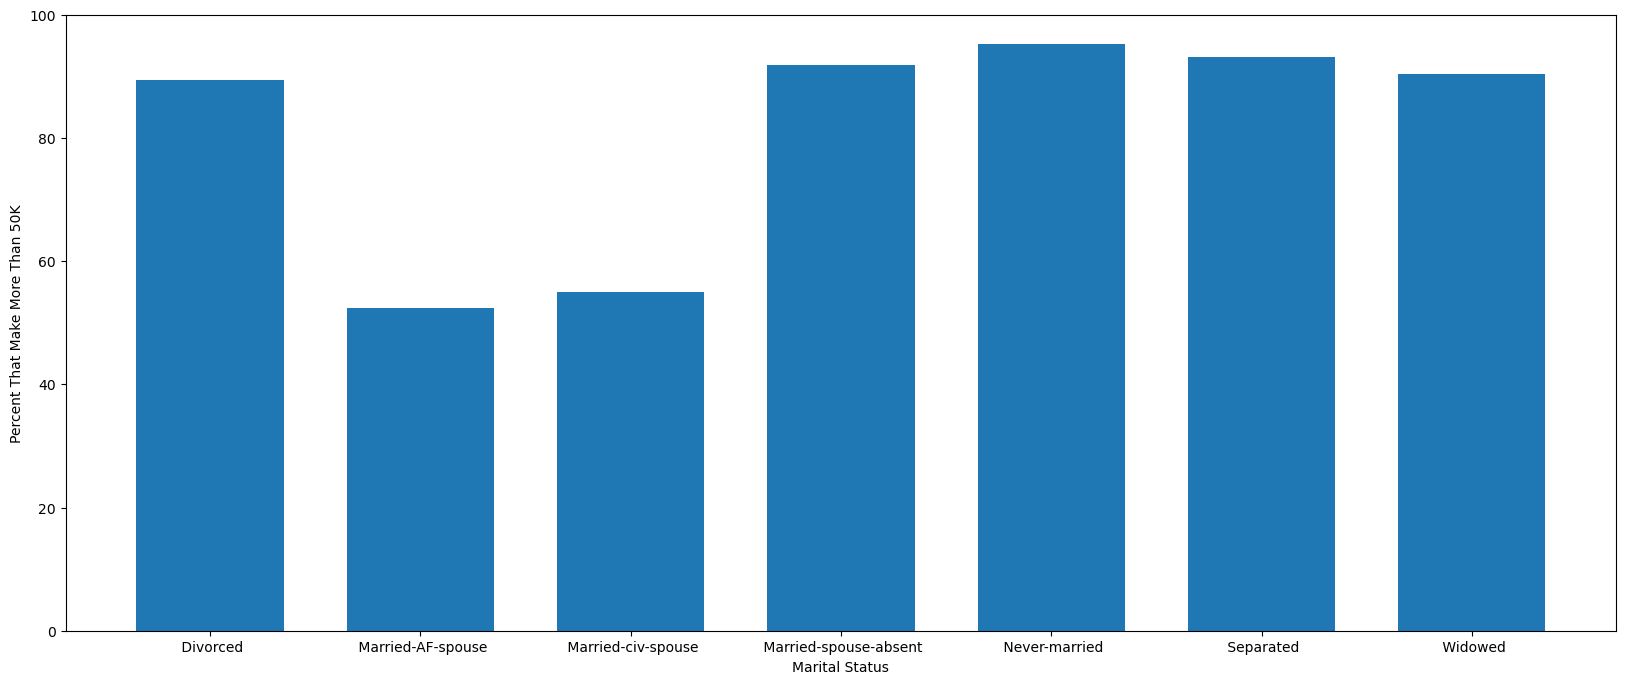 Percent That Make More Than 50K
100
80
60
40
20
0
Divorced Married-AF-spouse Married-civ-spouse Married-spouse-absent Never-married Separated Widowed
Marital Status